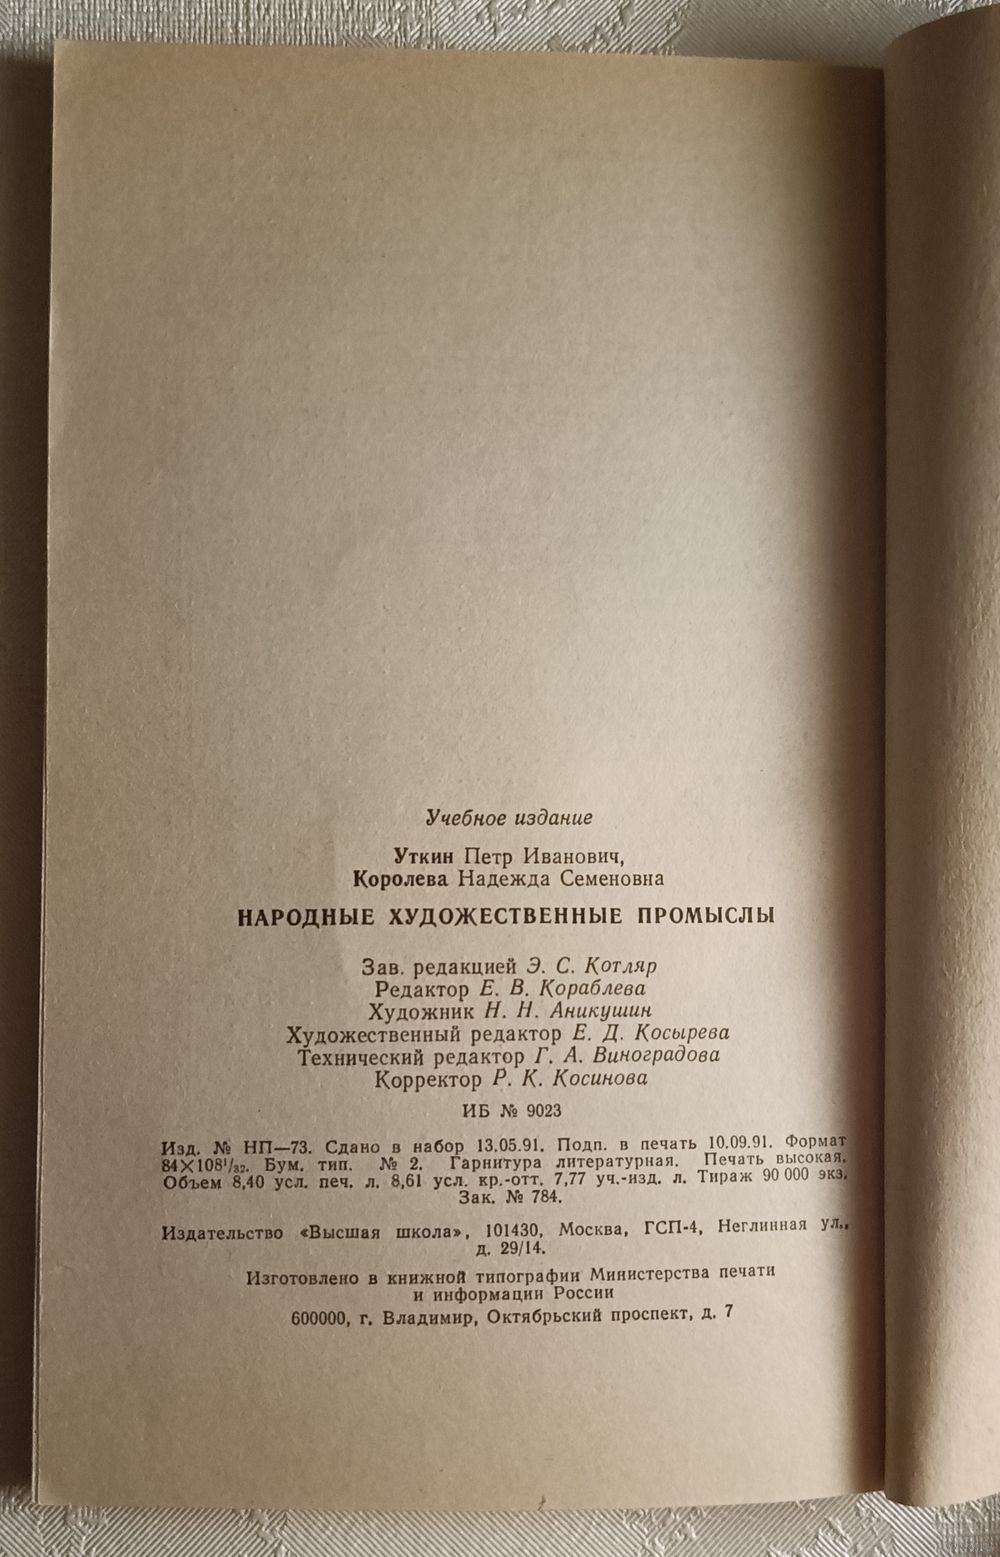 Учебное издание
Уткин Петр Иванович,
Королева Надежда Семеновна
НАРОДНЫЕ ХУДОЖЕСТВЕННЫЕ ПРОМЫСЛЫ
Зав. редакцией Э. С. Котляр
Редактор Е. В. Кораблева
Художник Н. Н. Аникушин
Художественный редактор Е. Д. Косырева
Технический редактор Г. А. Виноградова
Корректор Р. К. Косинова
ИБ № 9023
Изд. № НП—73. Сдано в набор 13.05.91. Подп. в печать 10.09.91. Формат
84×108¹/₃₂. Бум. тип. № 2. Гарнитура литературная. Печать высокая.
Объем 8,40 усл. печ. л. 8,61 усл. кр.-отт. 7,77 уч.-изд. л. Тираж 90 000 экз.
Зак. № 784.
Издательство «Высшая школа», 101430, Москва, ГСП-4, Неглинная ул.,
д. 29/14.
Изготовлено в книжной типографии Министерства печати
и информации России
600000, г. Владимир, Октябрьский проспект, д. 7